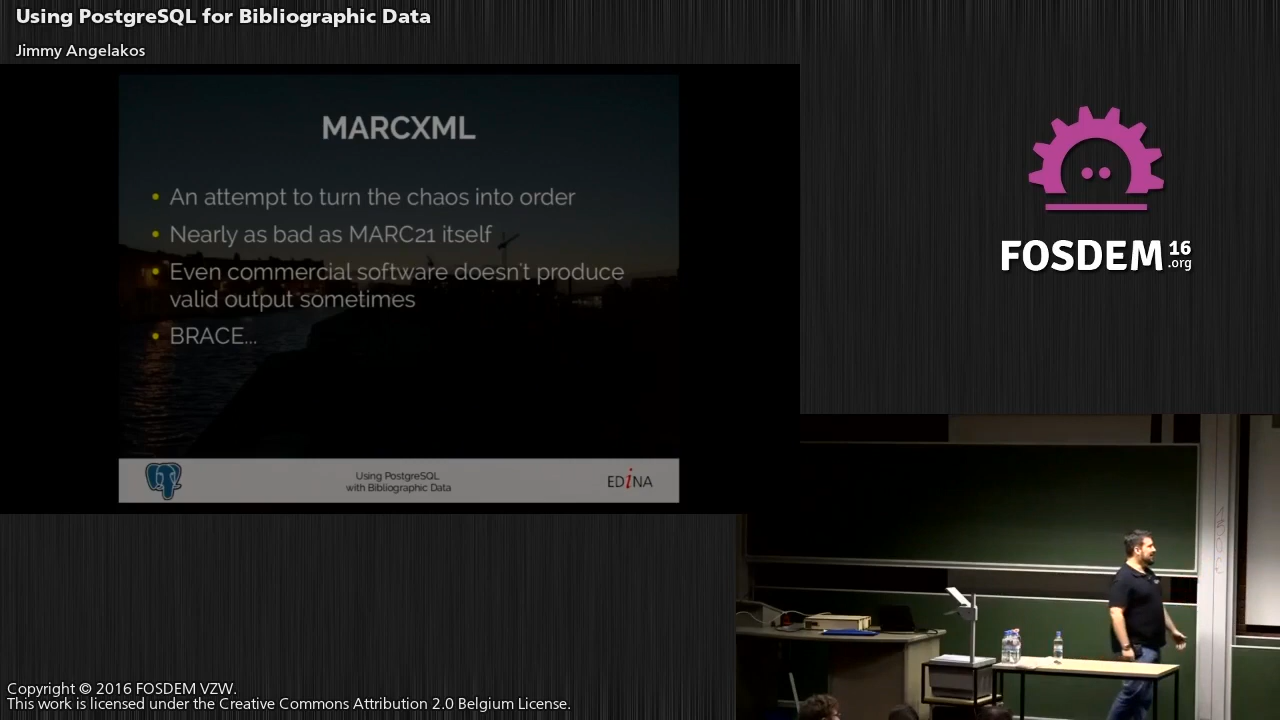 Using PostgreSQL for Bibliographic Data
Jimmy Angelakos
MARCXML
• An attempt to turn the chaos into order
• Nearly as bad as MARC21 itself
• Even commercial software doesn't produce
valid output sometimes
• BRACE...
Using PostgreSQL
with Bibliographic Data
EDINA
FOSDEM 16
.org
Copyright © 2016 FOSDEM VZW.
This work is licensed under the Creative Commons Attribution 2.0 Belgium License.